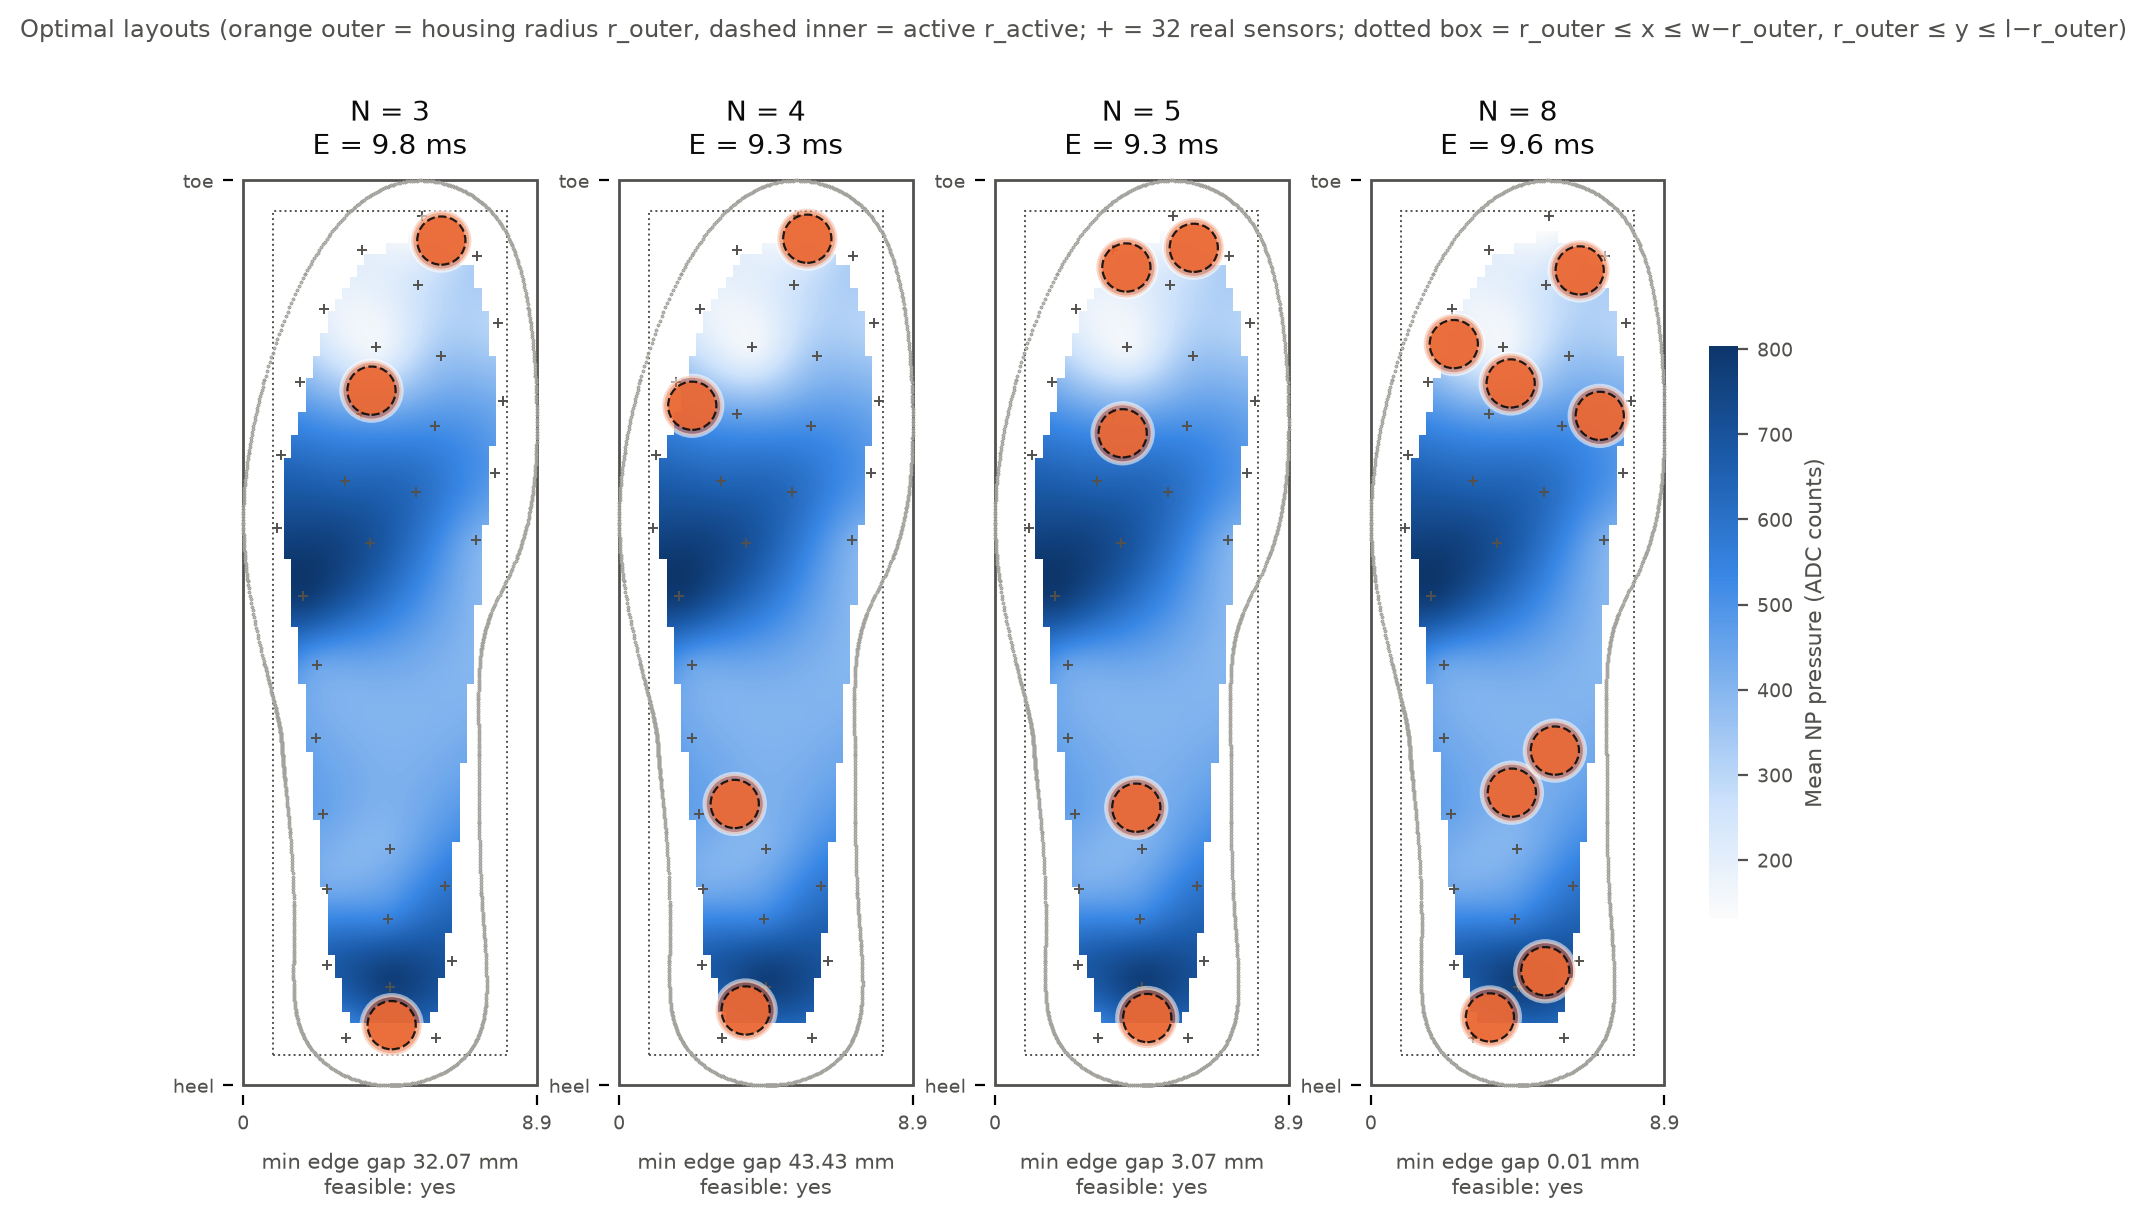 Optimal layouts (orange outer = housing radius r_outer, dashed inner = active r_active; + = 32 real sensors; dotted box = r_outer ≤ x ≤ w−r_outer, r_outer ≤ y ≤ l−r_outer)
N = 3
E = 9.8 ms
N = 4
E = 9.3 ms
N = 5
E = 9.3 ms
N = 8
E = 9.6 ms
toe
heel
0
8.9
min edge gap 32.07 mm
feasible: yes
toe
heel
0
8.9
min edge gap 43.43 mm
feasible: yes
toe
heel
0
8.9
min edge gap 3.07 mm
feasible: yes
toe
heel
0
8.9
min edge gap 0.01 mm
feasible: yes
800
700
600
500
400
300
200
Mean NP pressure (ADC counts)